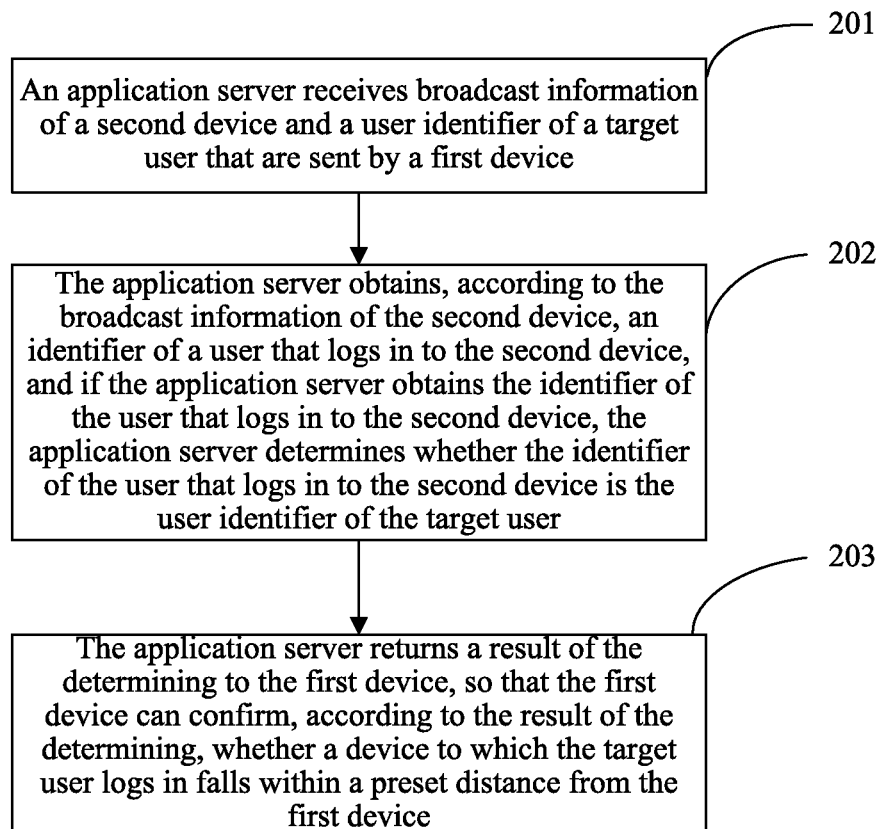 201
An application server receives broadcast information
of a second device and a user identifier of a target
user that are sent by a first device
202
The application server obtains, according to the
broadcast information of the second device, an
identifier of a user that logs in to the second device,
and if the application server obtains the identifier of
the user that logs in to the second device, the
application server determines whether the identifier
of the user that logs in to the second device is the
user identifier of the target user
203
The application server returns a result of the
determining to the first device, so that the first
device can confirm, according to the result of the
determining, whether a device to which the target
user logs in falls within a preset distance from the
first device